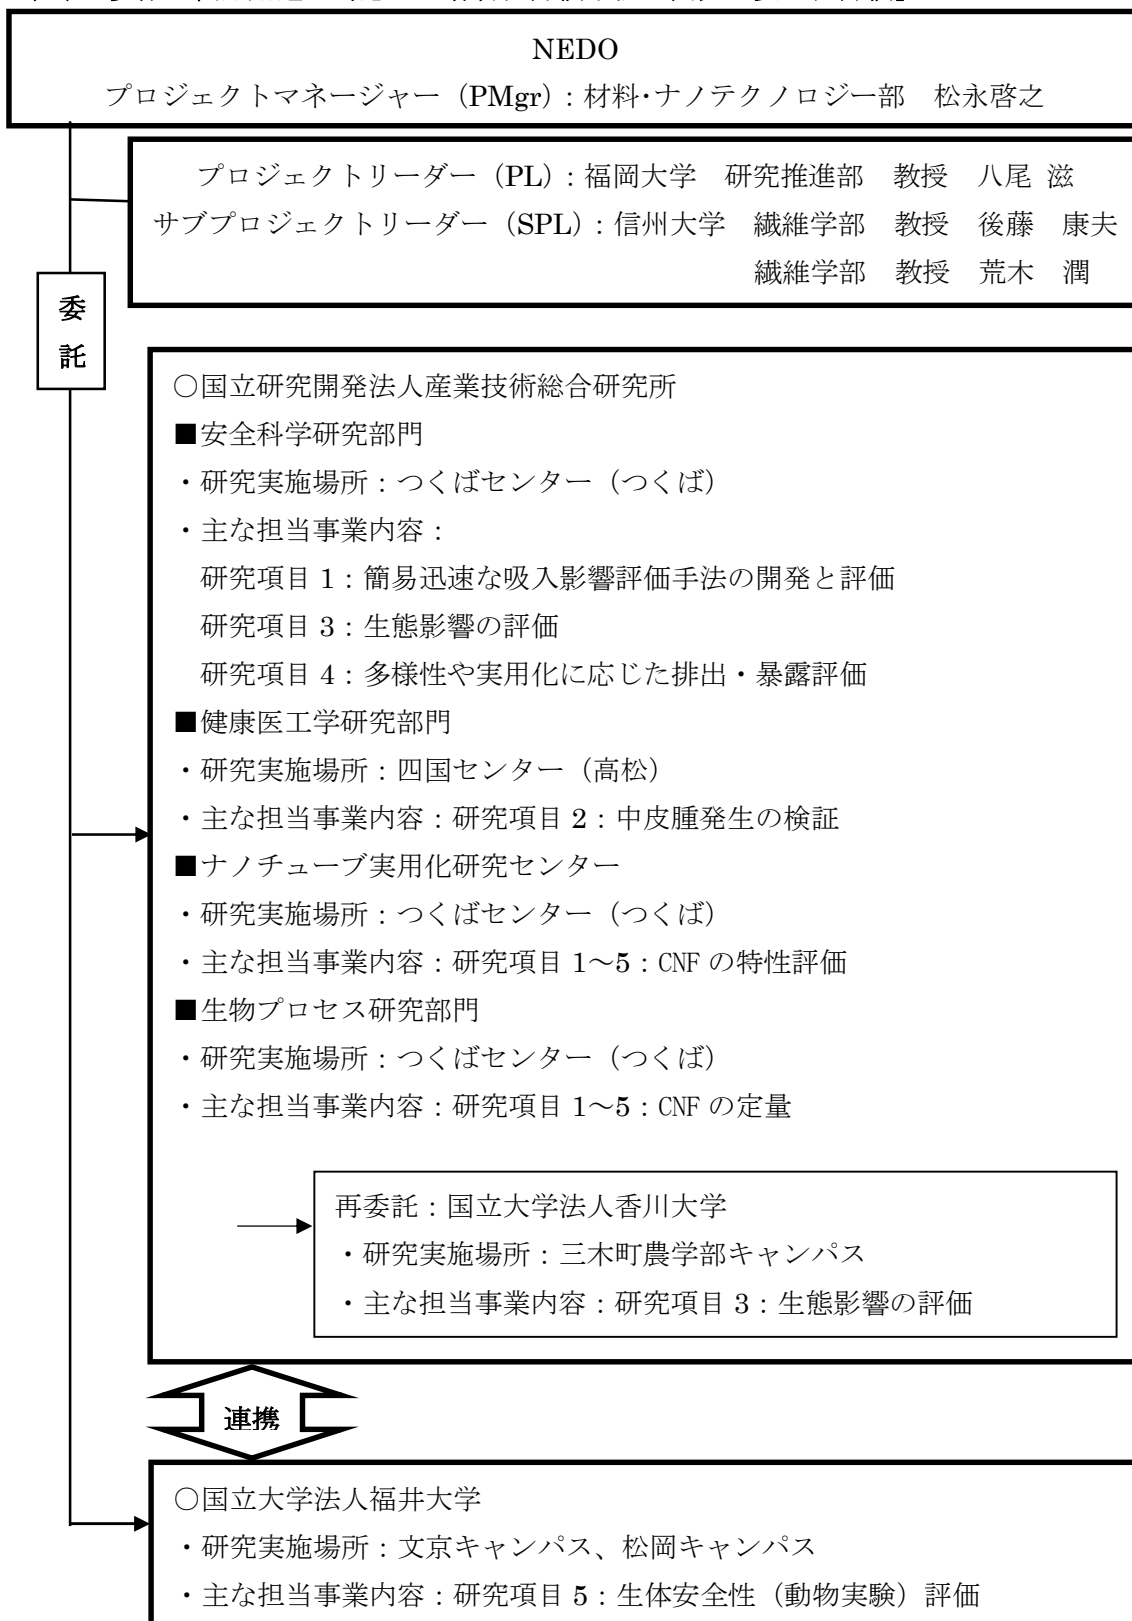 NEDO
プロジェクトマネージャー（PMgr）：材料・ナノテクノロジー部　松永啓之
プロジェクトリーダー（PL）：福岡大学　研究推進部　教授　八尾 滋
サブプロジェクトリーダー（SPL）：信州大学　繊維学部　教授　後藤　康夫
繊維学部　教授　荒木　潤
委
託
○国立研究開発法人産業技術総合研究所
■安全科学研究部門
・研究実施場所：つくばセンター（つくば）
・主な担当事業内容：
研究項目 1：簡易迅速な吸入影響評価手法の開発と評価
研究項目 3：生態影響の評価
研究項目 4：多様性や実用化に応じた排出・暴露評価
■健康医工学研究部門
・研究実施場所：四国センター（高松）
・主な担当事業内容：研究項目 2：中皮腫発生の検証
■ナノチューブ実用化研究センター
・研究実施場所：つくばセンター（つくば）
・主な担当事業内容：研究項目 1～5：CNF の特性評価
■生物プロセス研究部門
・研究実施場所：つくばセンター（つくば）
・主な担当事業内容：研究項目 1～5：CNF の定量
再委託：国立大学法人香川大学
・研究実施場所：三木町農学部キャンパス
・主な担当事業内容：研究項目 3：生態影響の評価
連携
○国立大学法人福井大学
・研究実施場所：文京キャンパス、松岡キャンパス
・主な担当事業内容：研究項目 5：生体安全性（動物実験）評価